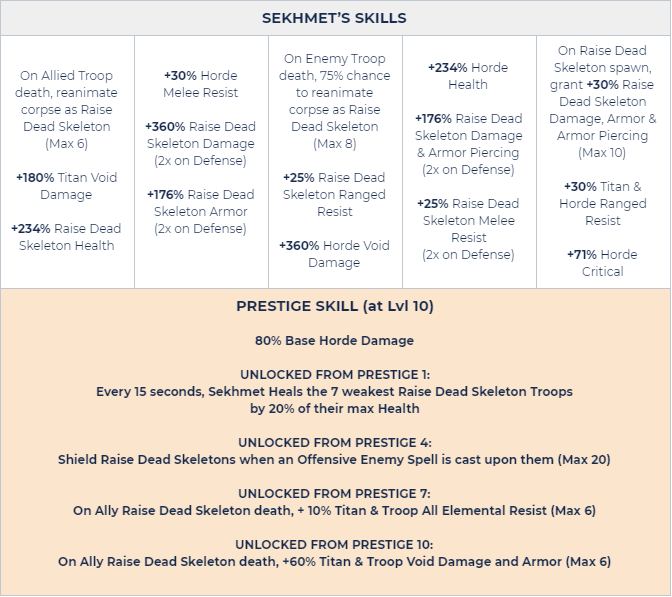 SEKHMET'S SKILLS
On Allied Troop
death, reanimate
corpse as Raise
Dead Skeleton
(Max 6)
+180% Titan Void
Damage
+234% Raise Dead
Skeleton Health
+30% Horde
Melee Resist
+360% Raise Dead
Skeleton Damage
(2x on Defense)
+176% Raise Dead
Skeleton Armor
(2x on Defense)
On Enemy Troop
death, 75% chance
to reanimate
corpse as Raise
Dead Skeleton
(Max 8)
+25% Raise Dead
Skeleton Ranged
Resist
+360% Horde Void
Damage
+234% Horde
Health
+176% Raise Dead
Skeleton Damage
& Armor Piercing
(2x on Defense)
+25% Raise Dead
Skeleton Melee
Resist
(2x on Defense)
On Raise Dead
Skeleton spawn,
grant +30% Raise
Dead Skeleton
Damage, Armor &
Armor Piercing
(Max 10)
+30% Titan &
Horde Ranged
Resist
+71% Horde
Critical
PRESTIGE SKILL (at Lvl 10)
80% Base Horde Damage
UNLOCKED FROM PRESTIGE 1:
Every 15 seconds, Sekhmet Heals the 7 weakest Raise Dead Skeleton Troops
by 20% of their max Health
UNLOCKED FROM PRESTIGE 4:
Shield Raise Dead Skeletons when an Offensive Enemy Spell is cast upon them (Max 20)
UNLOCKED FROM PRESTIGE 7:
On Ally Raise Dead Skeleton death, + 10% Titan & Troop All Elemental Resist (Max 6)
UNLOCKED FROM PRESTIGE 10:
On Ally Raise Dead Skeleton death, +60% Titan & Troop Void Damage and Armor (Max 6)